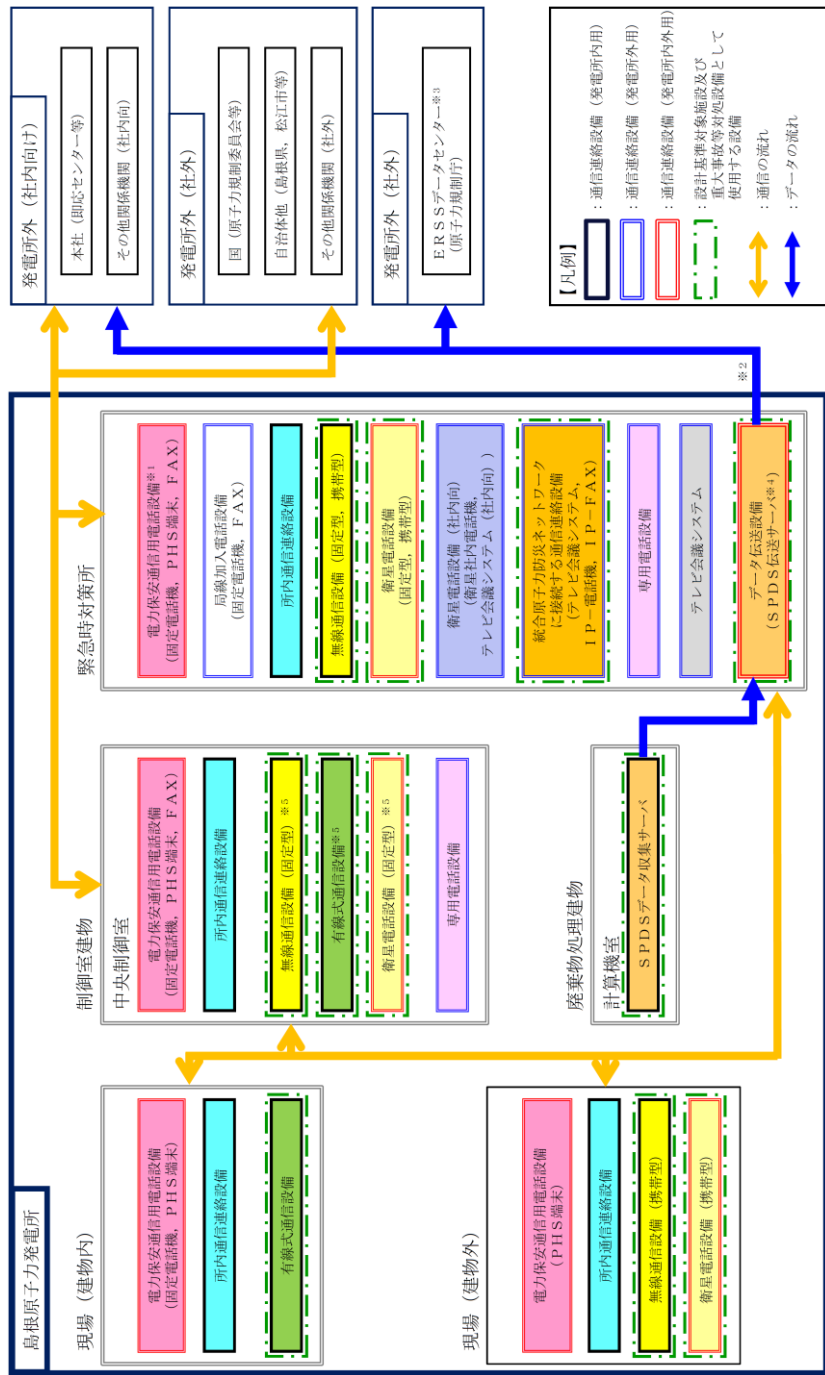 島根原子力発電所
現場（建物内）
電力保安通信用電話設備
（固定電話機，ＰＨＳ端末）
所内通信連絡設備
有線式通信設備
現場（建物外）
電力保安通信用電話設備
（ＰＨＳ端末）
所内通信連絡設備
無線通信設備（携帯型）
衛星電話設備（携帯型）
制御室建物
中央制御室
電力保安通信用電話設備
（固定電話機，ＰＨＳ端末，ＦＡＸ）
所内通信連絡設備
無線通信設備（固定型）※５
有線式通信設備※５
衛星電話設備（固定型）※５
専用電話設備
廃棄物処理建物
計算機室
ＳＰＤＳデータ収集サーバ
緊急時対策所
電力保安通信用電話設備※１
（固定電話機，ＰＨＳ端末，ＦＡＸ）
局線加入電話設備
（固定電話機，ＦＡＸ）
所内通信連絡設備
無線通信設備（固定型，携帯型）
衛星電話設備
（固定型，携帯型）
衛星電話設備（社内向）
（衛星社内電話機，
テレビ会議システム（社内向））
統合原子力防災ネットワーク
に接続する通信連絡設備
（テレビ会議システム，
ＩＰ－電話機，ＩＰ－ＦＡＸ）
専用電話設備
テレビ会議システム
データ伝送設備
（ＳＰＤＳ伝送サーバ※４）
※２
発電所外（社内向け）
本社（即応センター等）
その他関係機関（社内向）
発電所外（社外）
国（原子力規制委員会等）
自治体他（島根県，松江市等）
その他関係機関（社外）
発電所外（社外）
ＥＲＳＳデータセンター※３
（原子力規制庁）
【凡例】
：通信連絡設備（発電所内用）
：通信連絡設備（発電所外用）
：通信連絡設備（発電所内外用）
：設計基準対象施設及び
重大事故等対処設備として
使用する設備
：通信の流れ
：データの流れ